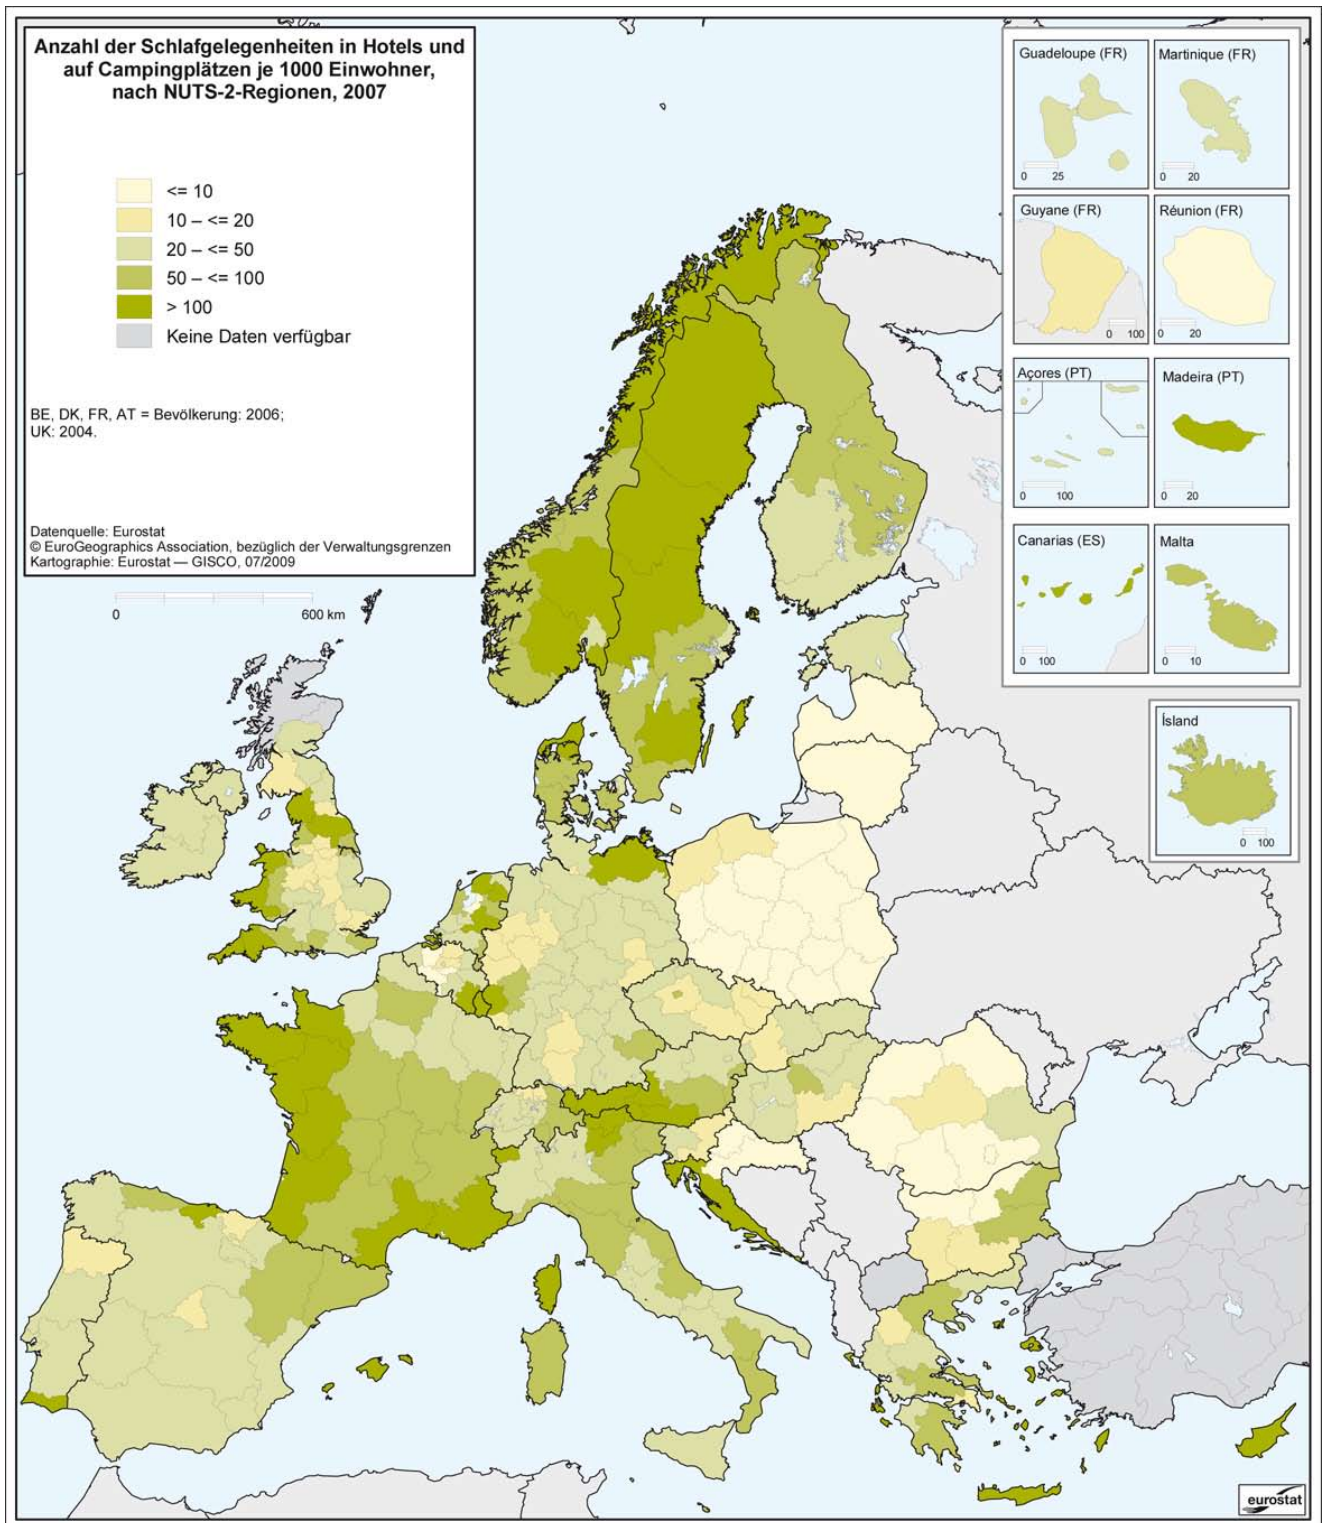 Anzahl der Schlafgelegenheiten in Hotels und
auf Campingplätzen je 1000 Einwohner,
nach NUTS-2-Regionen, 2007
<= 10
10 – <= 20
20 – <= 50
50 – <= 100
> 100
Keine Daten verfügbar
BE, DK, FR, AT = Bevölkerung: 2006;
UK: 2004.
Datenquelle: Eurostat
© EuroGeographics Association, bezüglich der Verwaltungsgrenzen
Kartographie: Eurostat — GISCO, 07/2009
0 600 km
Guadeloupe (FR)
0 25
Martinique (FR)
0 20
Guyane (FR)
0 100
Réunion (FR)
0 20
Açores (PT)
0 100
Madeira (PT)
0 20
Canarias (ES)
0 100
Malta
0 10
Ísland
0 100
eurostat